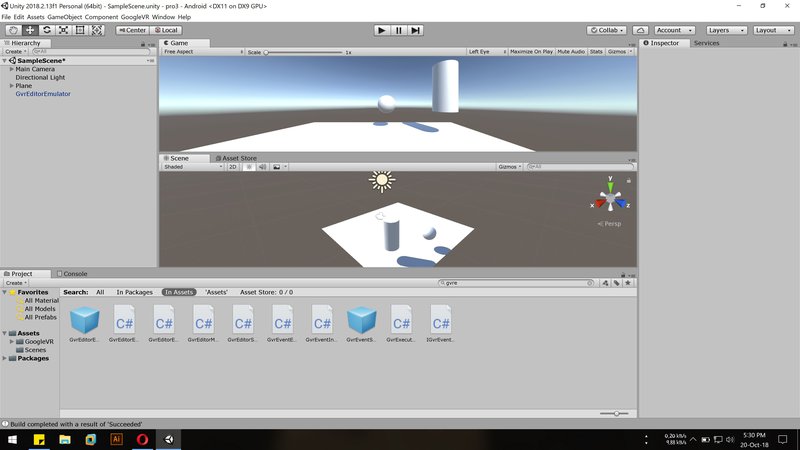 Unity 2018.2.13f1 Personal (64bit) - SampleScene.unity - pro3 - Android <DX11 on DX9 GPU>
File Edit Assets GameObject Component GoogleVR Window Help
Center Local Collab Account Layers Layout
Hierarchy
Create All
SampleScene*
Main Camera
Directional Light
Plane
GvrEditorEmulator
Game
Free Aspect Scale 1x Left Eye Maximize On Play Mute Audio Stats Gizmos
Scene Asset Store
Shaded 2D Gizmos All
y
x z
Persp
Inspector Services
Project Console
Create gvre
Favorites
All Material
All Models
All Prefabs
Assets
GoogleVR
Scenes
Packages
Search: All In Packages In Assets 'Assets' Asset Store: 0 / 0
C# C# C# C# C# C# C# C#
GvrEditorE... GvrEditorE... GvrEditorE... GvrEditorM... GvrEditorS... GvrEventE... GvrEventIn... GvrEventS... GvrExecut... IGvrEvent...
Build completed with a result of 'Succeeded'
Ai
0.20 kB/s
9.88 kB/s
5:30 PM
20-Oct-18